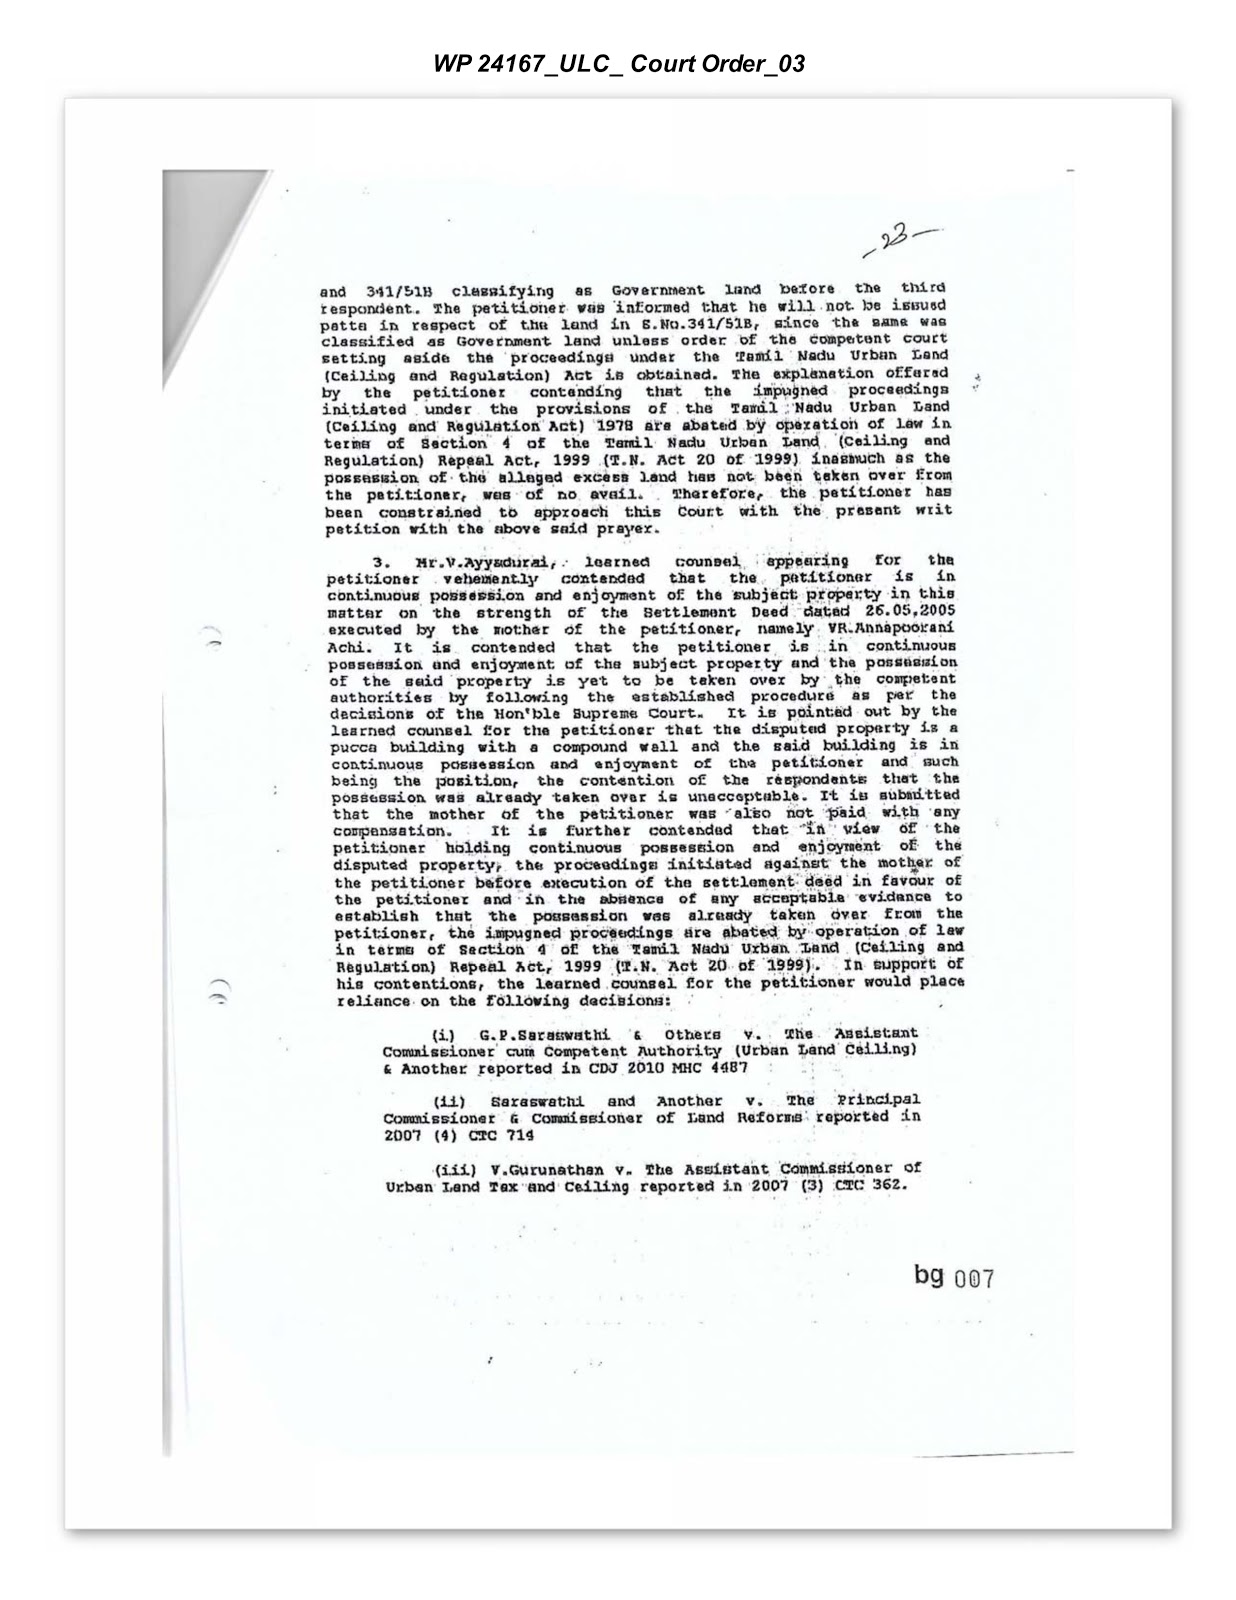 WP 24167_ULC_ Court Order_03
-23-
and 341/51B classifying as Government land before the third
respondent. The petitioner was informed that he will not be issued
patta in respect of the land in S.No.341/51B, since the same was
classified as Government land unless order of the competent court
setting aside the proceedings under the Tamil Nadu Urban Land
(Ceiling and Regulation) Act is obtained. The explanation offered
by the petitioner contending that the impugned proceedings
initiated under the provisions of the Tamil Nadu Urban Land
(Ceiling and Regulation Act) 1978 are abated by operation of law in
terms of Section 4 of the Tamil Nadu Urban Land (Ceiling and
Regulation) Repeal Act, 1999 (T.N. Act 20 of 1999) inasmuch as the
possession of the alleged excess land has not been taken over from
the petitioner, was of no avail. Therefore, the petitioner has
been constrained to approach this Court with the present writ
petition with the above said prayer.
3. Mr.V.Ayyadurai, learned counsel appearing for the
petitioner vehemently contended that the petitioner is in
continuous possession and enjoyment of the subject property in this
matter on the strength of the Settlement Deed dated 26.05.2005
executed by the mother of the petitioner, namely VR.Annapoorani
Achi. It is contended that the petitioner is in continuous
possession and enjoyment of the subject property and the possession
of the said property is yet to be taken over by the competent
authorities by following the established procedure as per the
decisions of the Hon'ble Supreme Court. It is pointed out by the
learned counsel for the petitioner that the disputed property is a
pucca building with a compound wall and the said building is in
continuous possession and enjoyment of the petitioner and such
being the position, the contention of the respondents that the
possession was already taken over is unacceptable. It is submitted
that the mother of the petitioner was also not paid with any
compensation. It is further contended that in view of the
petitioner holding continuous possession and enjoyment of the
disputed property, the proceedings initiated against the mother of
the petitioner before execution of the settlement deed in favour of
the petitioner and in the absence of any acceptable evidence to
establish that the possession was already taken over from the
petitioner, the impugned proceedings are abated by operation of law
in terms of Section 4 of the Tamil Nadu Urban Land (Ceiling and
Regulation) Repeal Act, 1999 (T.N. Act 20 of 1999). In support of
his contentions, the learned counsel for the petitioner would place
reliance on the following decisions:
(i) G.P.Saraswathi & Others v. The Assistant
Commissioner cum Competent Authority (Urban Land Ceiling)
& Another reported in CDJ 2010 MHC 4487
(ii) Saraswathi and Another v. The Principal
Commissioner & Commissioner of Land Reforms reported in
2007 (4) CTC 714
(iii) V.Gurunathan v. The Assistant Commissioner of
Urban Land Tax and Ceiling reported in 2007 (3) CTC 362.
bg 007